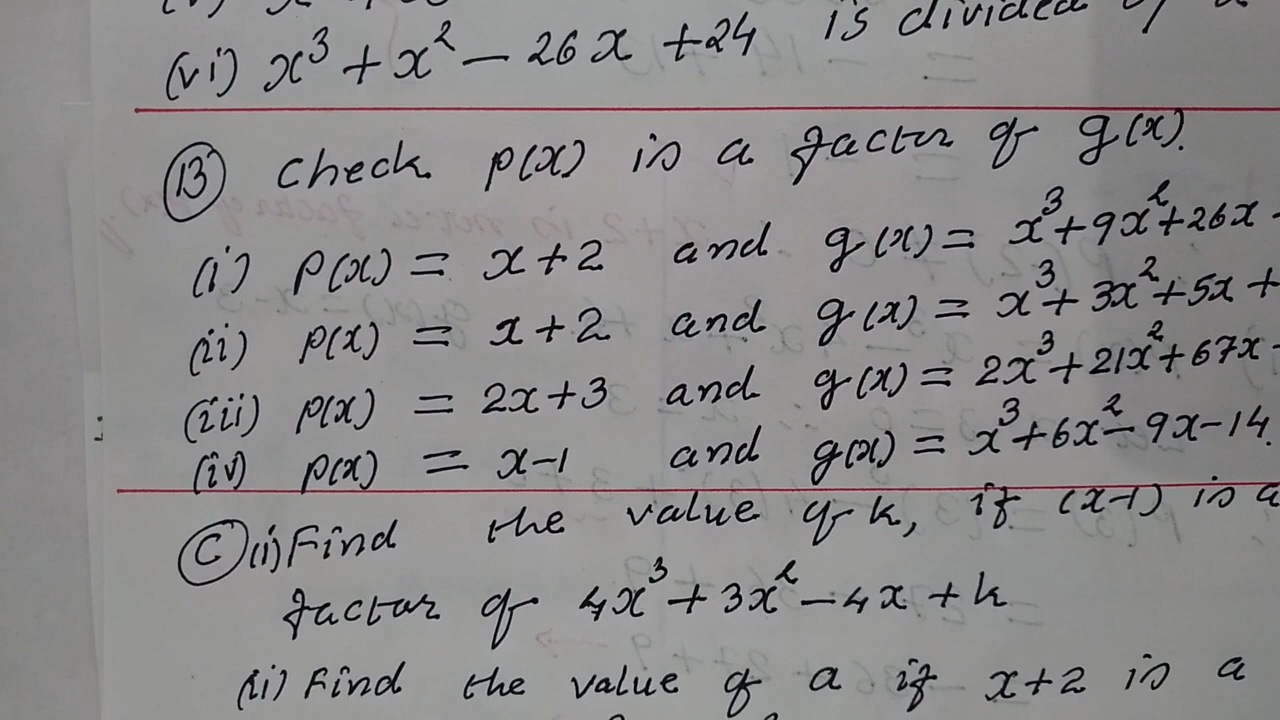 (vi) x³ + x² - 26x + 24 is divided
(B) Check p(x) is a factor of g(x).
(i) p(x) = x+2 and g(x) = x³+9x²+26x
(ii) p(x) = x+2 and g(x) = x³+3x²+5x+
(iii) p(x) = 2x+3 and g(x) = 2x³+21x²+67x
(iv) p(x) = x-1 and g(x) = x³+6x²-9x-14.
(C) (i) Find the value of k, if (x-1) is a
factor of 4x³+3x²-4x+k
(ii) Find the value of a if x+2 is a